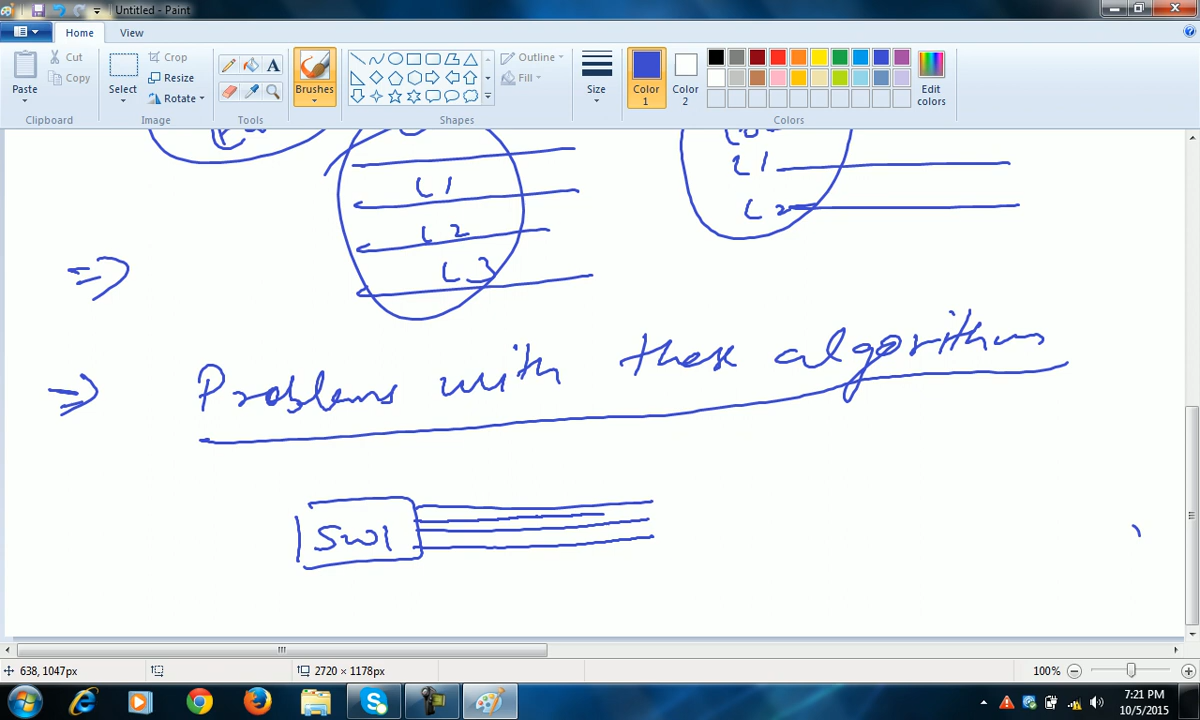 Untitled - Paint
Home View
Paste Cut Copy Select Crop Resize Rotate Brushes Outline Fill Size Color 1 Color 2 Edit colors
Clipboard Image Tools Shapes Colors
L1
L1
L2
L2
L3
Problems with these algorithms
SW1
638, 1047px 2720 × 1178px 100%
7:21 PM
10/5/2015